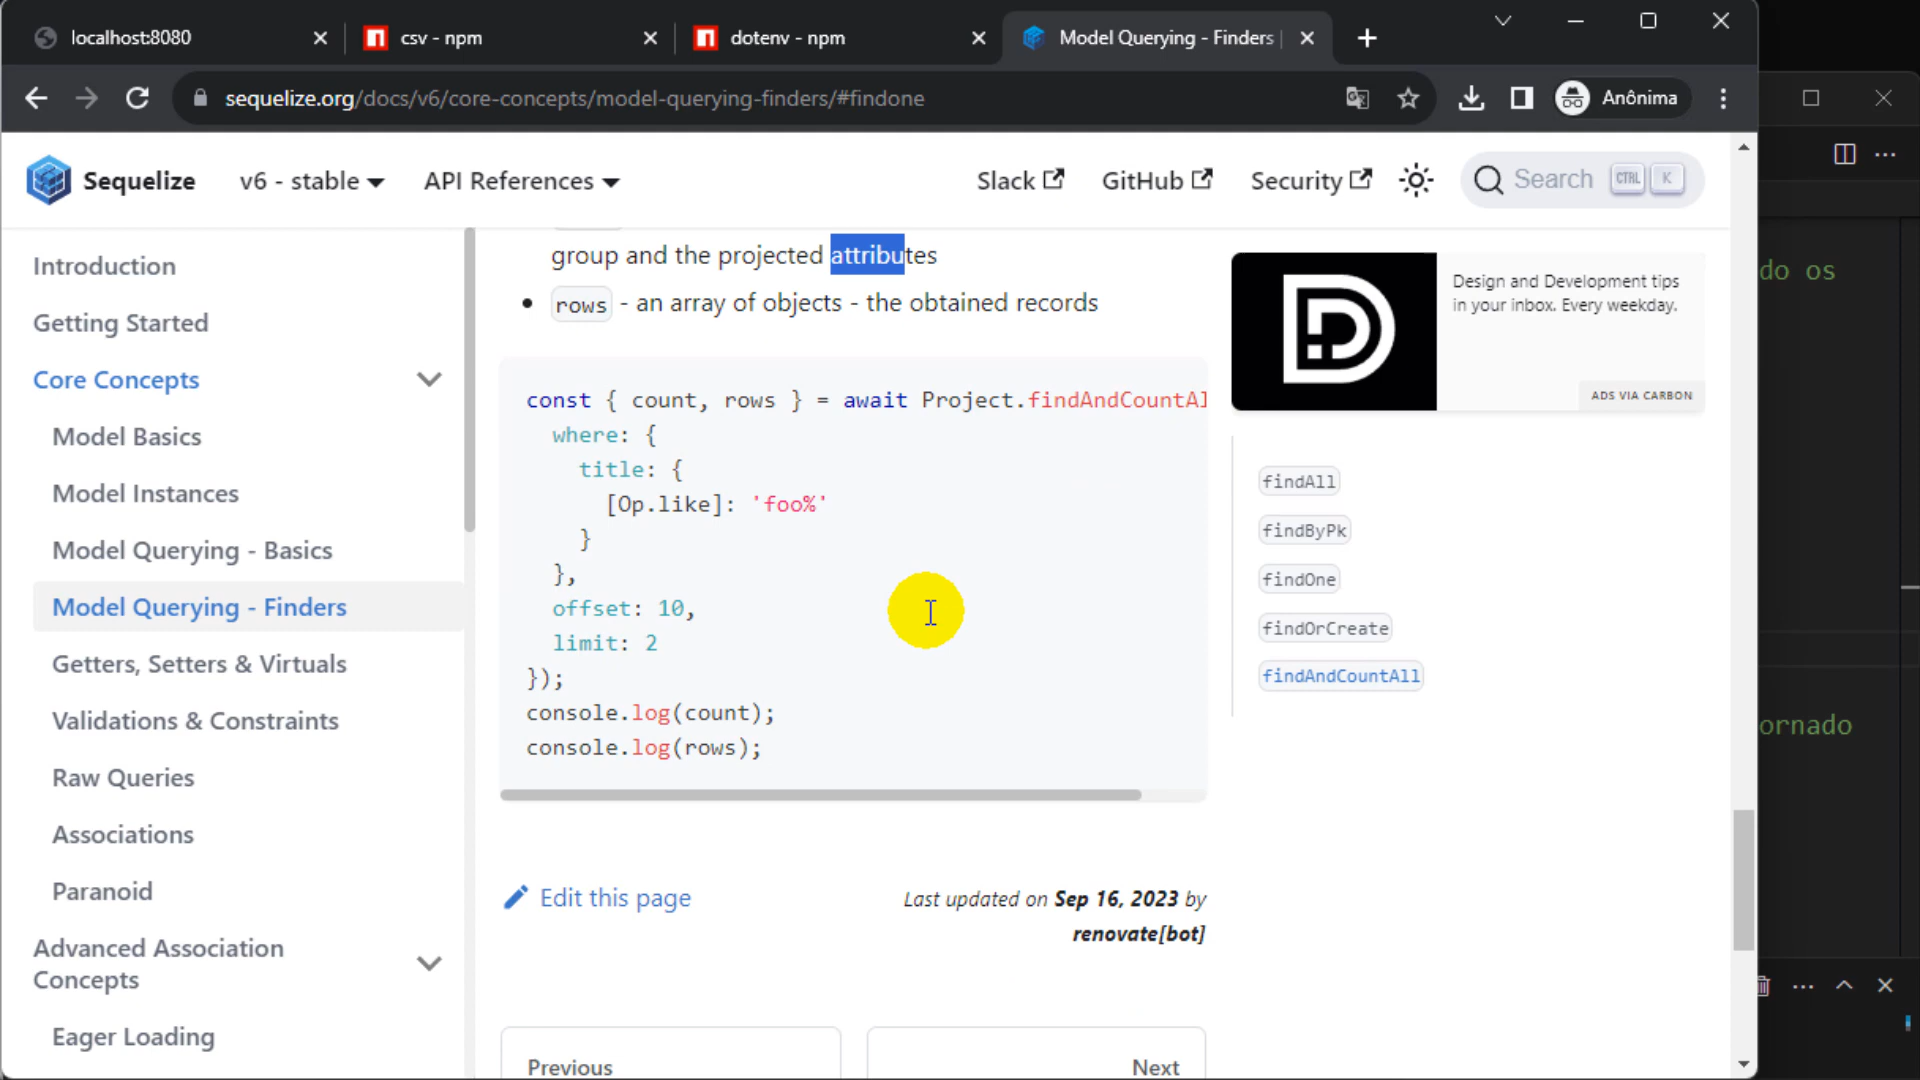 localhost:8080
csv - npm
dotenv - npm
Model Querying - Finders |
sequelize.org/docs/v6/core-concepts/model-querying-finders/#findone
Anônima
Sequelize
v6 - stable
API References
Slack
GitHub
Security
Search
CTRL
K
Introduction
Getting Started
Core Concepts
Model Basics
Model Instances
Model Querying - Basics
Model Querying - Finders
Getters, Setters & Virtuals
Validations & Constraints
Raw Queries
Associations
Paranoid
Advanced Association
Concepts
Eager Loading
group and the projected attributes
rows - an array of objects - the obtained records
const { count, rows } = await Project.findAndCountAl
where: {
title: {
[Op.like]: 'foo%'
}
},
offset: 10,
limit: 2
});
console.log(count);
console.log(rows);
Edit this page
Last updated on Sep 16, 2023 by
renovate[bot]
Previous
Next
Design and Development tips
in your inbox. Every weekday.
ADS VIA CARBON
findAll
findByPk
findOne
findOrCreate
findAndCountAll
do os
ornado